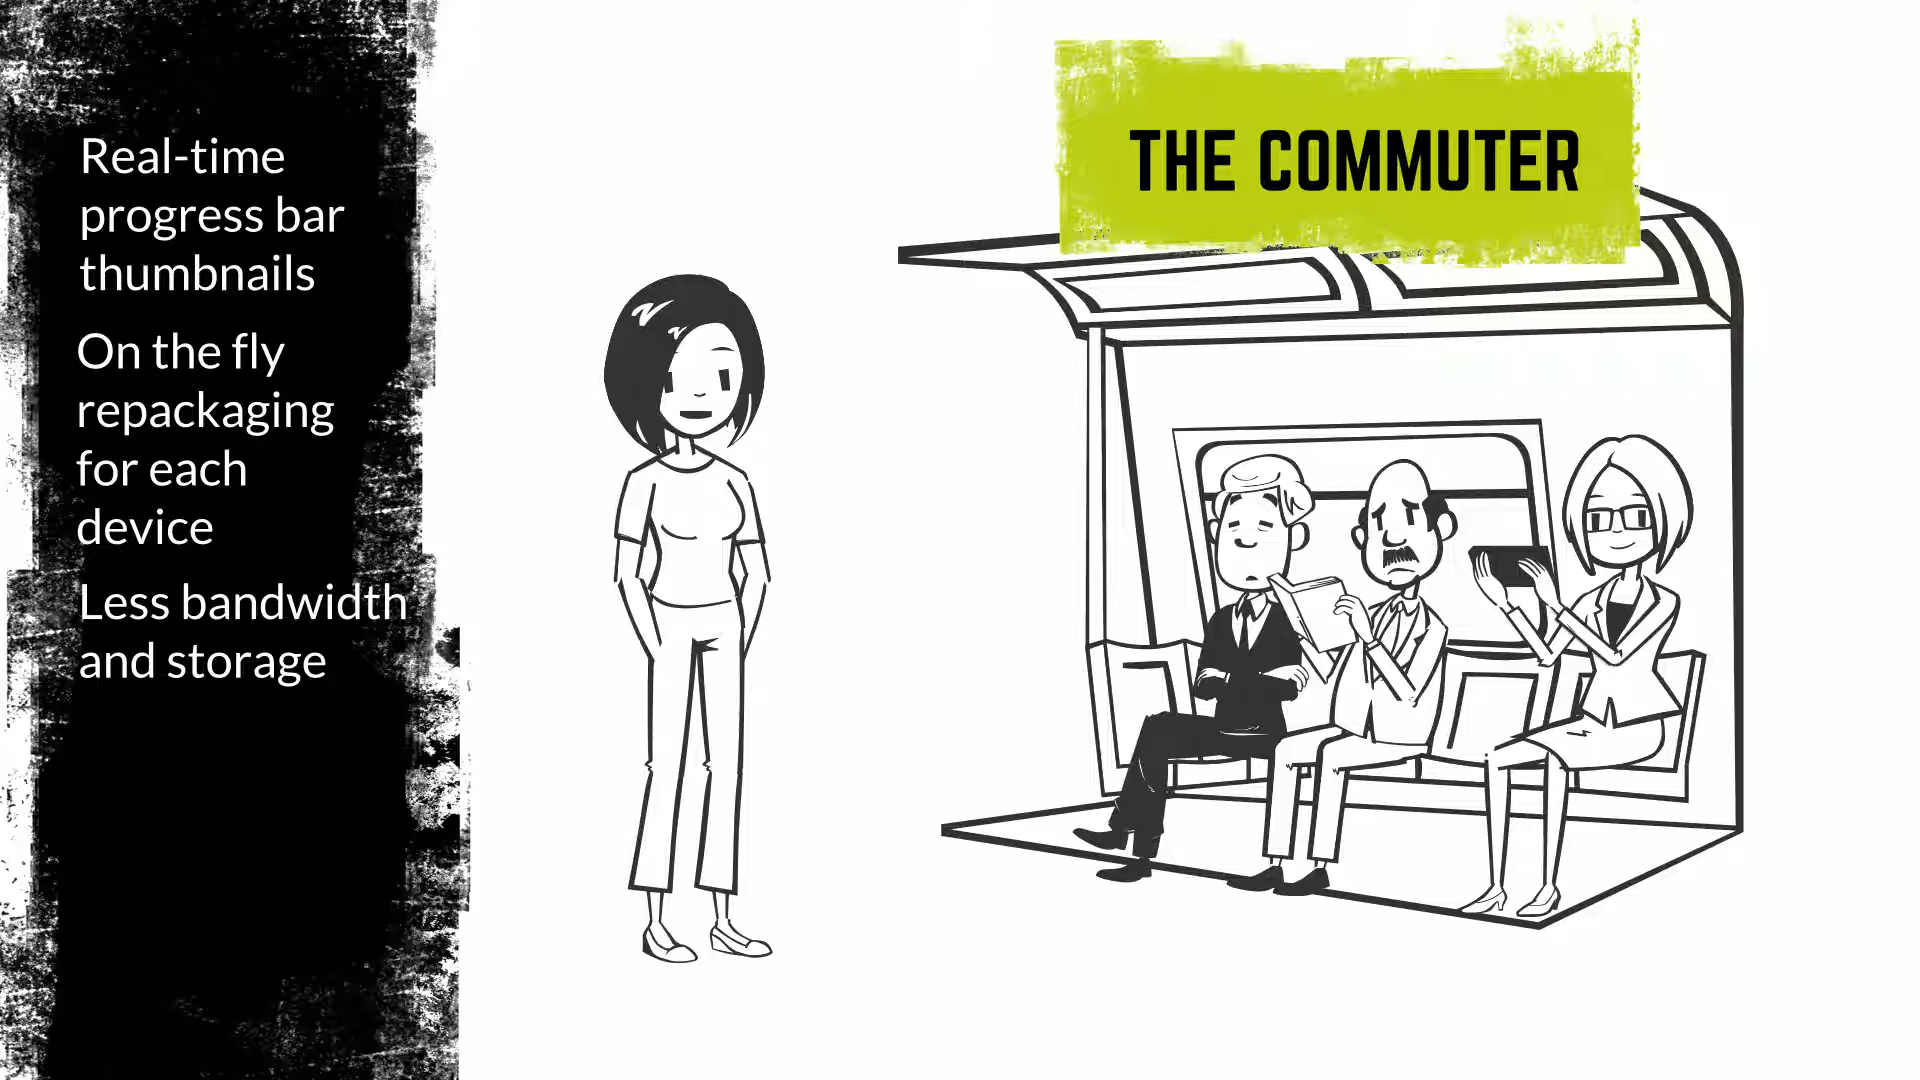 Real-time
progress bar
thumbnails
On the fly
repackaging
for each
device
Less bandwidth
and storage
THE COMMUTER